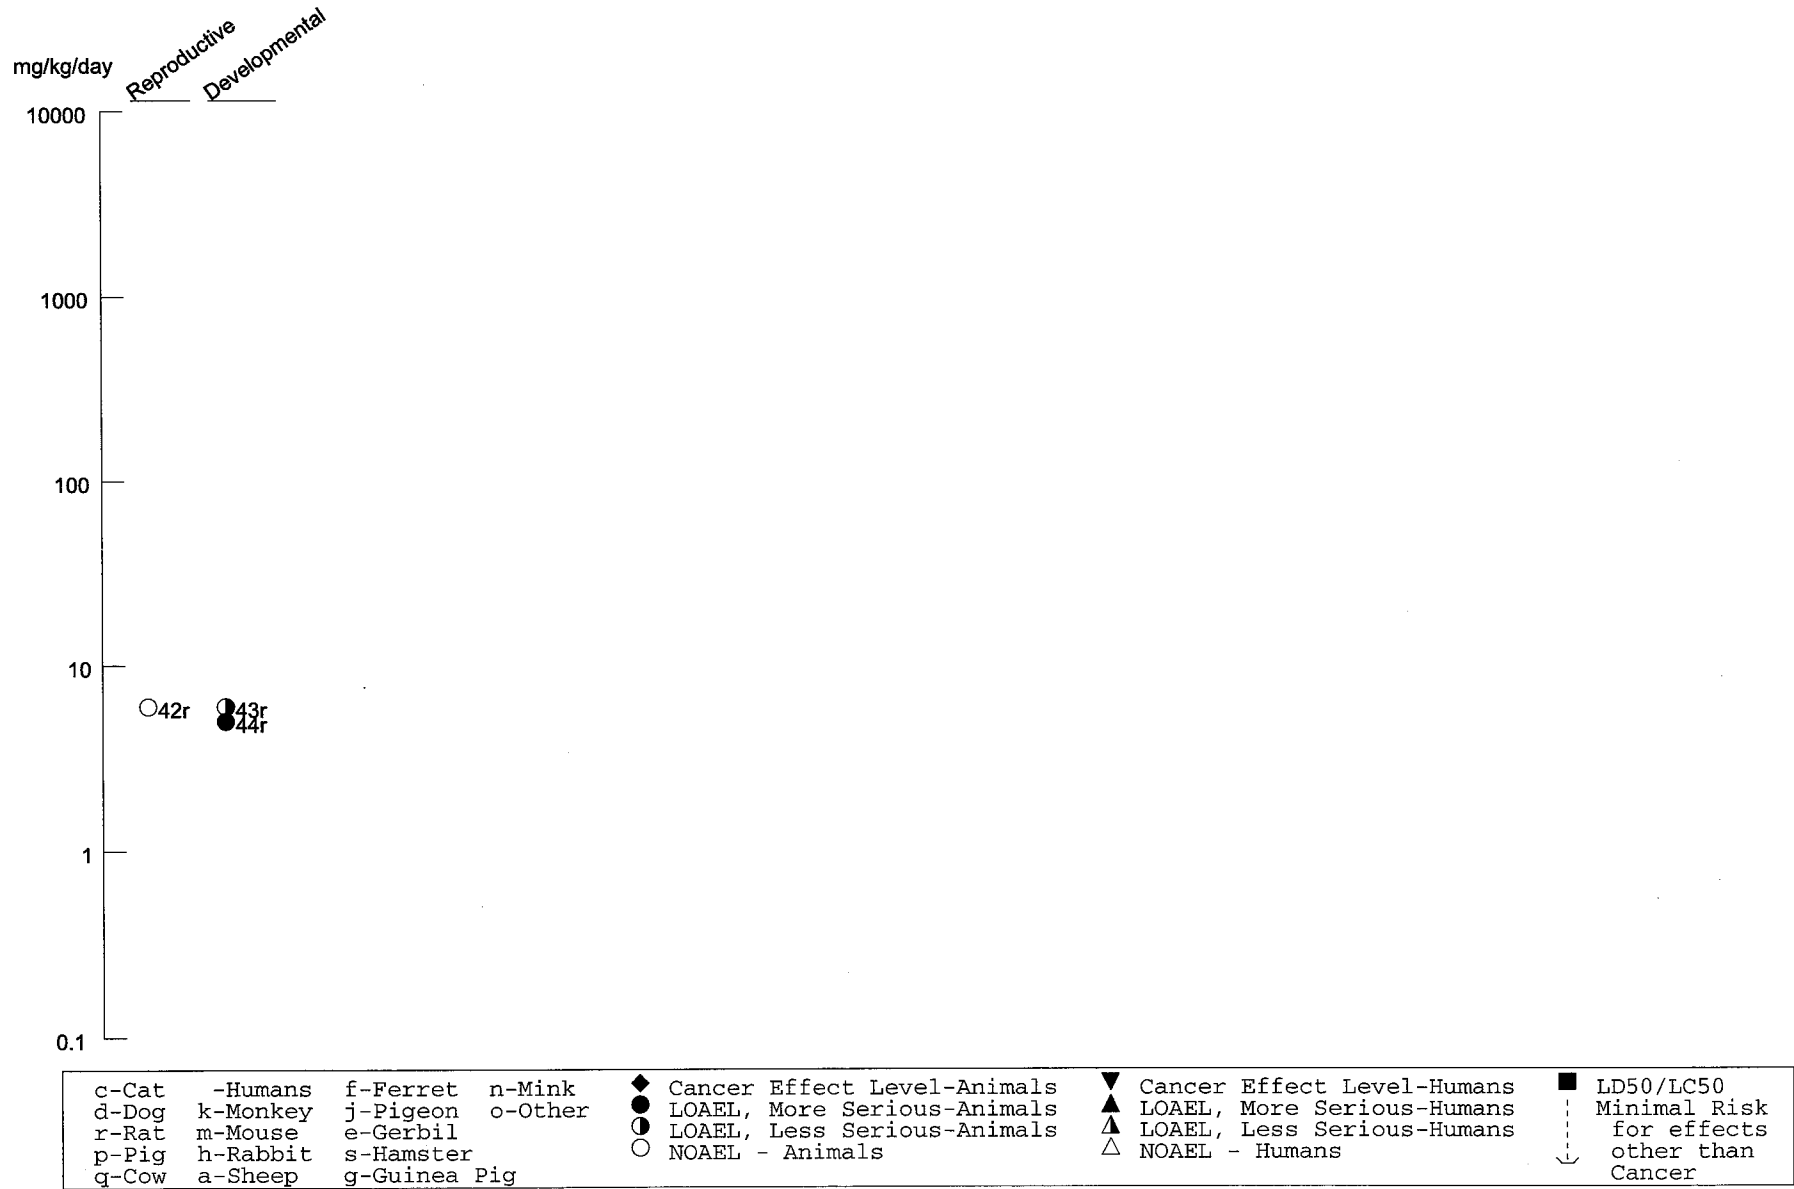 mg/kg/day
Reproductive
Developmental
10000
1000
100
10
42r
43r
44r
1
0.1
c-Cat -Humans f-Ferret n-Mink
d-Dog k-Monkey j-Pigeon o-Other
r-Rat m-Mouse e-Gerbil
p-Pig h-Rabbit s-Hamster
q-Cow a-Sheep g-Guinea Pig
Cancer Effect Level-Animals
LOAEL, More Serious-Animals
LOAEL, Less Serious-Animals
NOAEL - Animals
Cancer Effect Level-Humans
LOAEL, More Serious-Humans
LOAEL, Less Serious-Humans
NOAEL - Humans
LD50/LC50
Minimal Risk
for effects
other than
Cancer